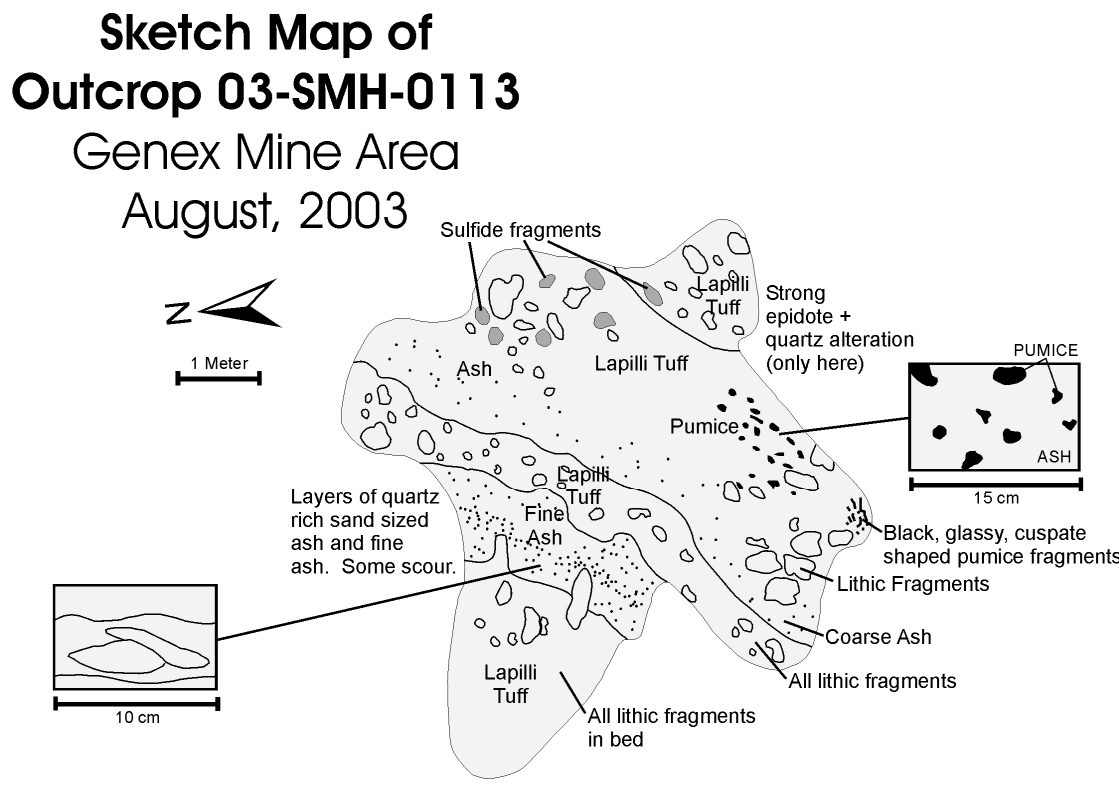 Sketch Map of
Outcrop 03-SMH-0113
Genex Mine Area
August, 2003
Sulfide fragments
N
1 Meter
Lapilli
Tuff
Strong
epidote +
quartz alteration
(only here)
Ash
Lapilli Tuff
PUMICE
ASH
15 cm
Pumice
Lapilli
Tuff
Layers of quartz
rich sand sized
ash and fine
ash. Some scour.
Fine
Ash
Black, glassy, cuspate
shaped pumice fragments
Lithic Fragments
Coarse Ash
All lithic fragments
Lapilli
Tuff
All lithic fragments
in bed
10 cm